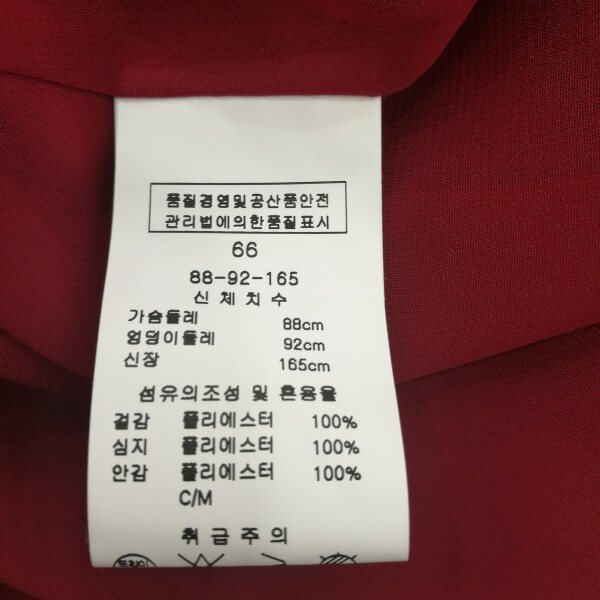 품질경영및공산품안전
관리법에의한품질표시
66
88-92-165
신체치수
가슴둘레 88cm
엉덩이둘레 92cm
신장 165cm
섬유의조성 및 혼용율
겉감 폴리에스터 100%
심지 폴리에스터 100%
안감 폴리에스터 100%
C/M
취급주의
드라이